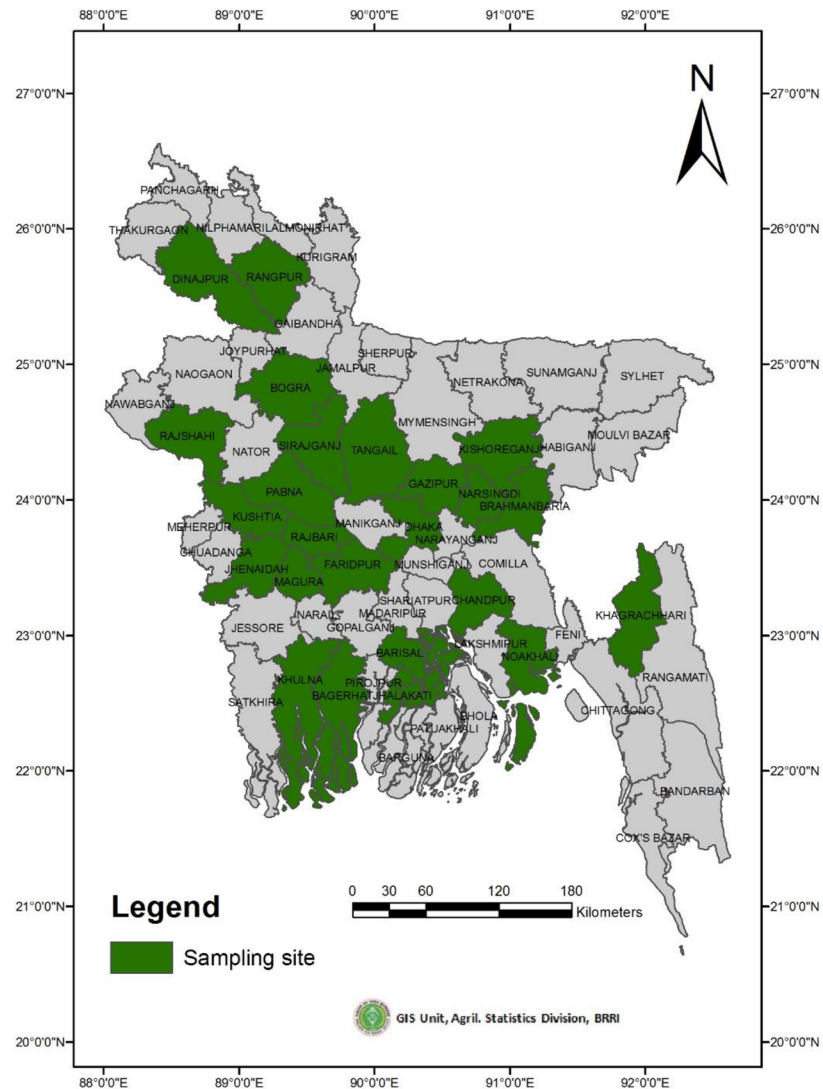 88°0'0"E 89°0'0"E 90°0'0"E 91°0'0"E 92°0'0"E
N
27°0'0"N 27°0'0"N
PANCHAGARH
26°0'0"N 26°0'0"N
THAKURGAON NILPHAMARI LALMONIRHAT
KURIGRAM
DINAJPUR RANGPUR
GAIBANDHA
25°0'0"N 25°0'0"N
JOYPURHAT SHERPUR
NAOGAON JAMALPUR SUNAMGANJ SYLHET
BOGRA NETRAKONA
NAWABGANJ
RAJSHAHI MYMENSINGH MOULVI BAZAR
NATOR SIRAJGANJ TANGAIL KISHOREGANJ HABIGANJ
GAZIPUR
24°0'0"N 24°0'0"N
PABNA NARSINGDI
BRAHMANBARIA
KUSHTIA
MEHERPUR MANIKGANJ DHAKA
RAJBARI NARAYANGANJ
CHUADANGA FARIDPUR MUNSHIGANJ COMILLA
JHENAIDAH
MAGURA
SHARIATPUR CHANDPUR
KHAGRACHHARI
NARAIL MADARIPUR
JESSORE GOPALGANJ FENI
23°0'0"N 23°0'0"N
LAKSHMIPUR
BARISAL NOAKHALI
KHULNA PIROJPUR RANGAMATI
BAGERHAT JHALAKATI
SATKHIRA CHITTAGONG
BHOLA
PATUAKHALI
22°0'0"N 22°0'0"N
BARGUNA
BANDARBAN
COX'S BAZAR
21°0'0"N 21°0'0"N
0 30 60 120 180
Kilometers
Legend
Sampling site
GIS Unit, Agril. Statistics Division, BRRI
20°0'0"N 20°0'0"N
88°0'0"E 89°0'0"E 90°0'0"E 91°0'0"E 92°0'0"E